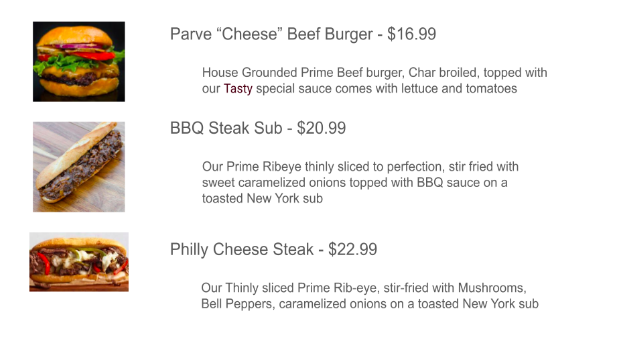 Parve “Cheese” Beef Burger - $16.99
House Grounded Prime Beef burger, Char broiled, topped with
our Tasty special sauce comes with lettuce and tomatoes
BBQ Steak Sub - $20.99
Our Prime Ribeye thinly sliced to perfection, stir fried with
sweet caramelized onions topped with BBQ sauce on a
toasted New York sub
Philly Cheese Steak - $22.99
Our Thinly sliced Prime Rib-eye, stir-fried with Mushrooms,
Bell Peppers, caramelized onions on a toasted New York sub